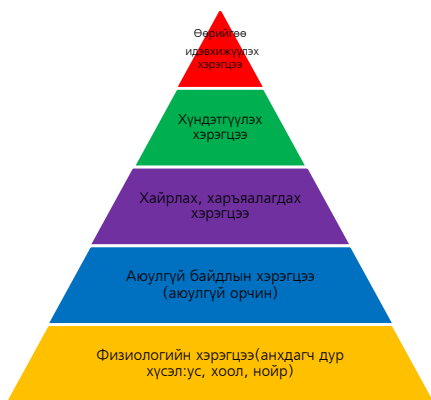 Өөрийгөө
идэвхижүүлэх
хэрэгцээ
Хүндэтгүүлэх
хэрэгцээ
Хайрлах, харъяалагдах
хэрэгцээ
Аюулгүй байдлын хэрэгцээ
(аюулгүй орчин)
Физиологийн хэрэгцээ(анхдагч дур
хүсэл:ус, хоол, нойр)